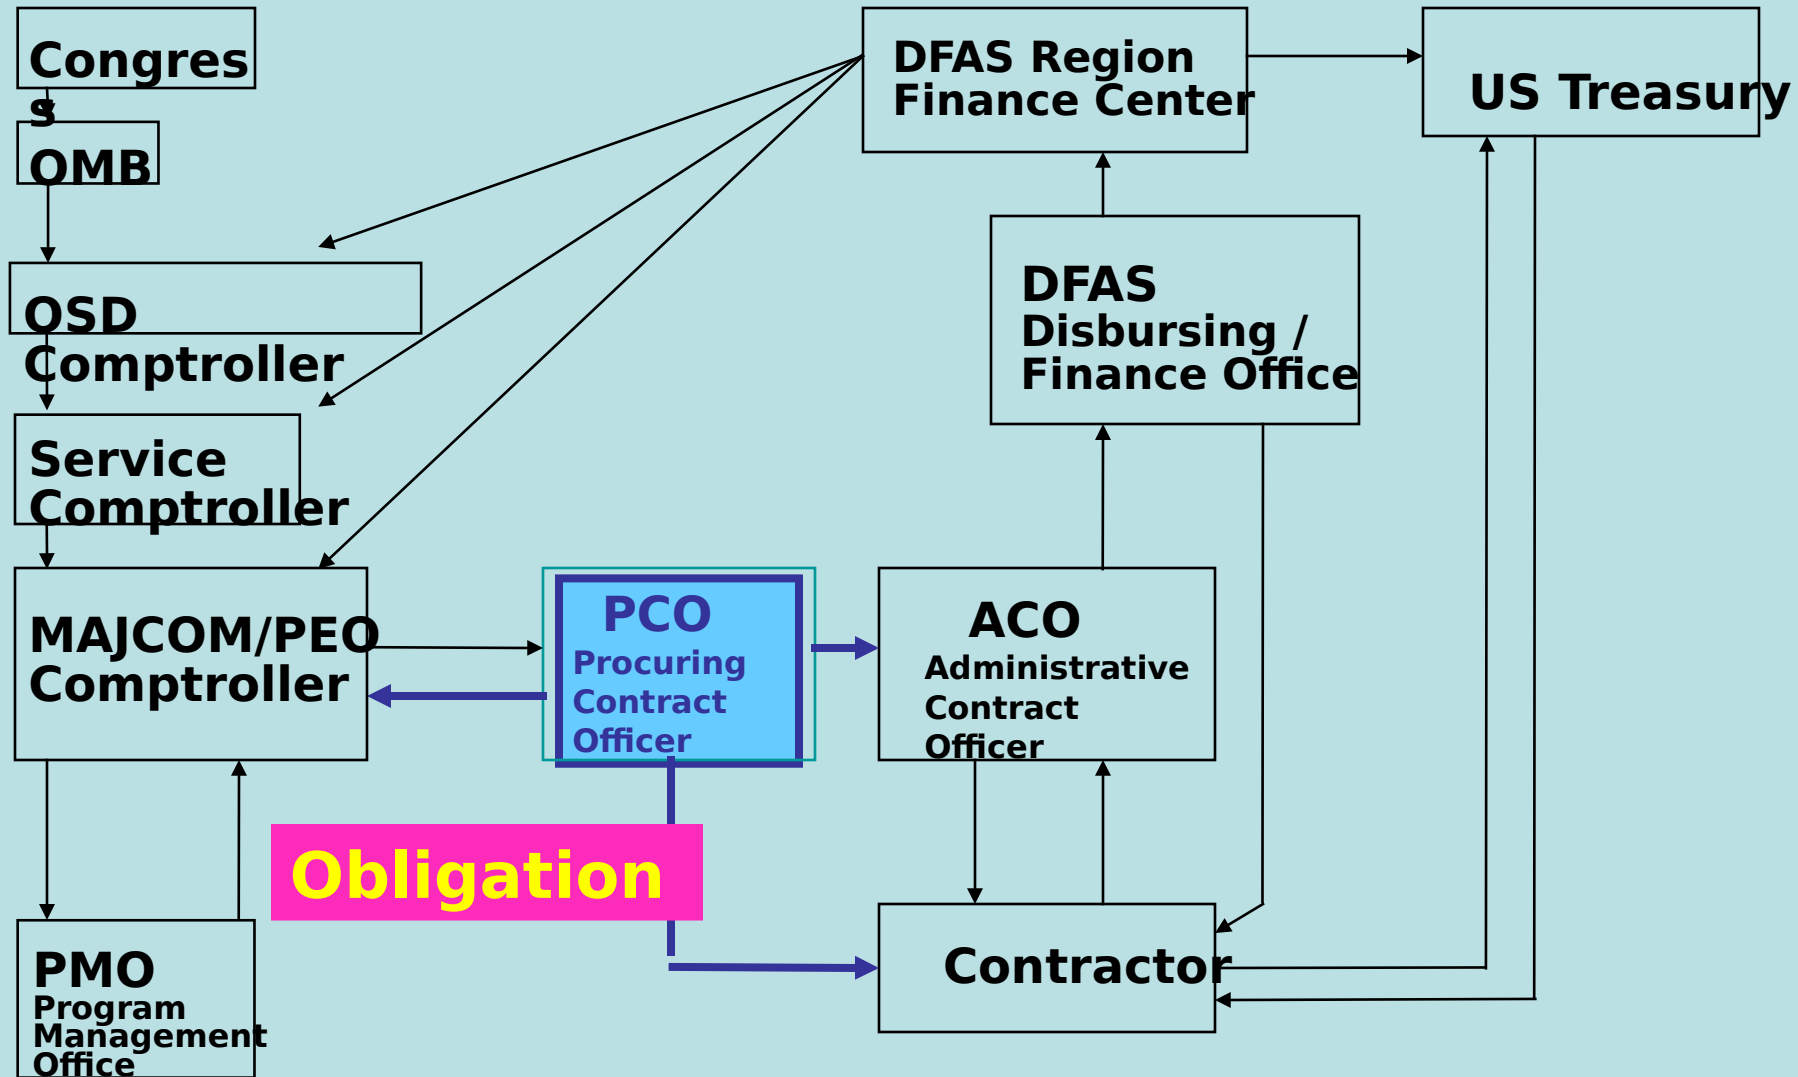 Congres
s
OMB
OSD
Comptroller
Service
Comptroller
MAJCOM/PEO
Comptroller
PMO
Program
Management
Office
PCO
Procuring
Contract
Officer
Obligation
DFAS Region
Finance Center
US Treasury
DFAS
Disbursing /
Finance Office
ACO
Administrative
Contract
Officer
Contractor